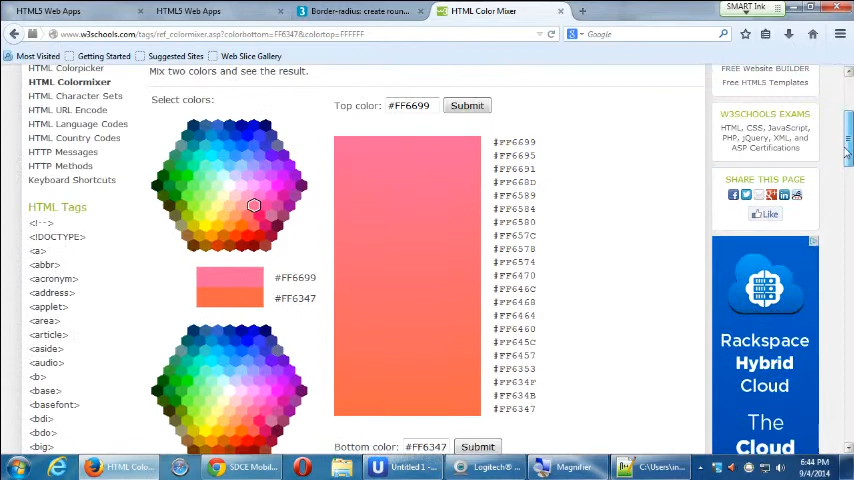 HTML5 Web Apps
HTML5 Web Apps
3 Border-radius: create roun...
HTML Color Mixer
SMART Ink
www.w3schools.com/tags/ref_colormixer.asp?colorbottom=FF6347&colortop=FFFFFF
Google
Most Visited
Getting Started
Suggested Sites
Web Slice Gallery
HTML Colorpicker
HTML Colormixer
HTML Character Sets
HTML URL Encode
HTML Language Codes
HTML Country Codes
HTTP Messages
HTTP Methods
Keyboard Shortcuts
HTML Tags
<!-->
<!DOCTYPE>
<a>
<abbr>
<acronym>
<address>
<applet>
<area>
<article>
<aside>
<audio>
<b>
<base>
<basefont>
<bdi>
<bdo>
<big>
Mix two colors and see the result.
Select colors:
#FF6699
#FF6347
Top color: #FF6699 Submit
#FF6699
#FF6695
#FF6691
#FF668D
#FF6589
#FF6584
#FF6580
#FF657C
#FF6578
#FF6574
#FF6470
#FF646C
#FF6468
#FF6464
#FF6460
#FF645C
#FF6457
#FF6353
#FF634F
#FF634B
#FF6347
Bottom color: #FF6347 Submit
FREE Website BUILDER
Free HTML5 Templates
W3SCHOOLS EXAMS
HTML, CSS, JavaScript,
PHP, jQuery, XML, and
ASP Certifications
SHARE THIS PAGE
Like
Rackspace
Hybrid
Cloud
The
Cloud
HTML Co...
SDCE Mobil...
Untitled 1 -...
Logitech® ...
Magnifier
C:\Users\in...
6:44 PM
9/4/2014